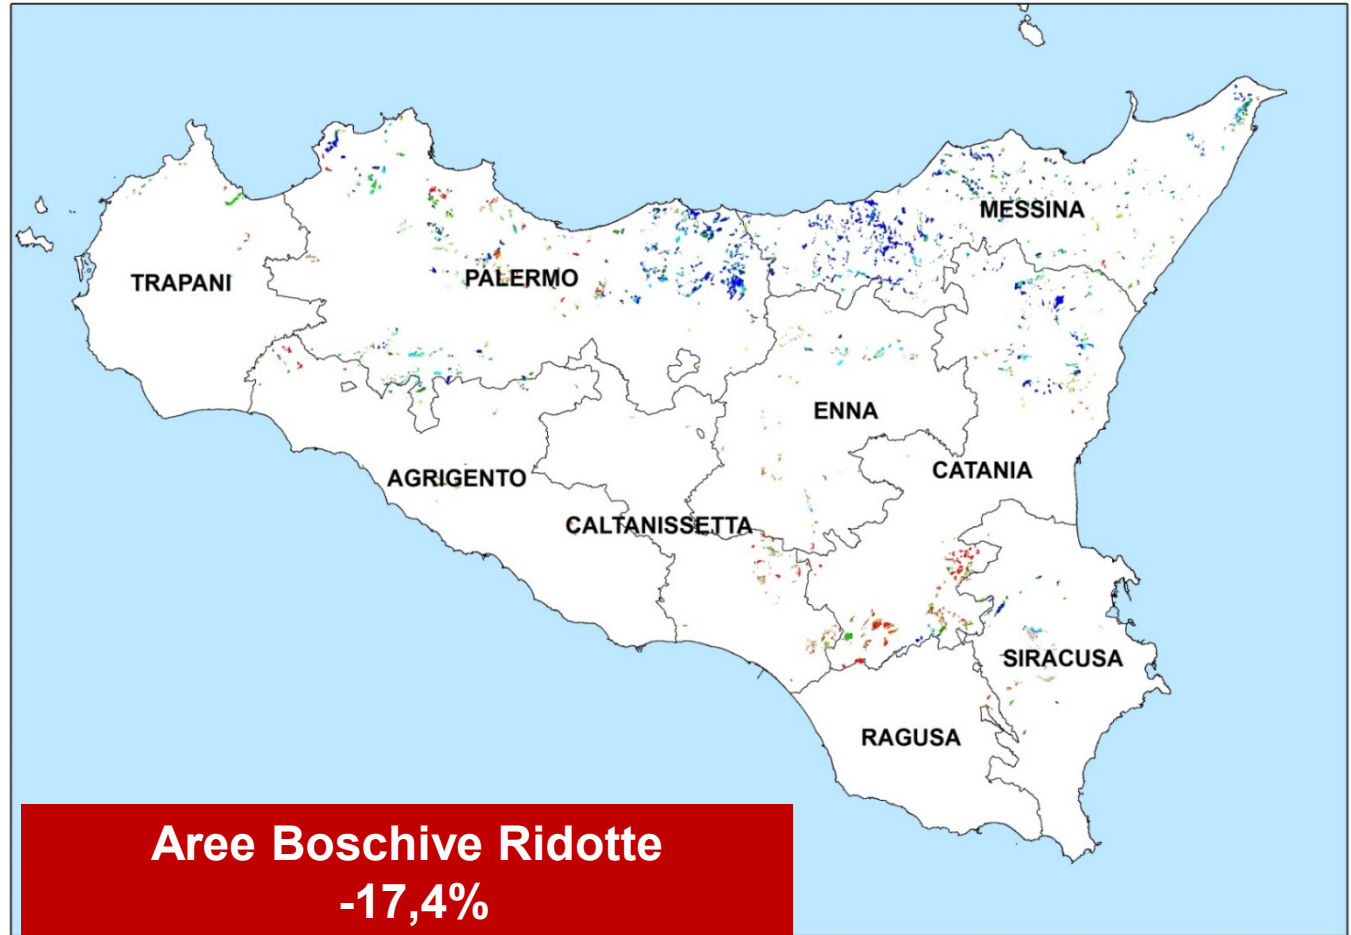 MESSINA
TRAPANI
PALERMO
ENNA
CATANIA
AGRIGENTO
CALTANISSETTA
SIRACUSA
RAGUSA
Aree Boschive Ridotte
-17,4%